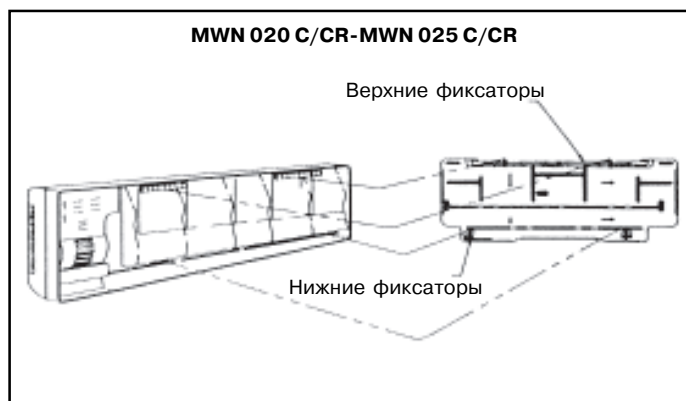 MWN 020 C/CR-MWN 025 C/CR
Верхние фиксаторы
Нижние фиксаторы